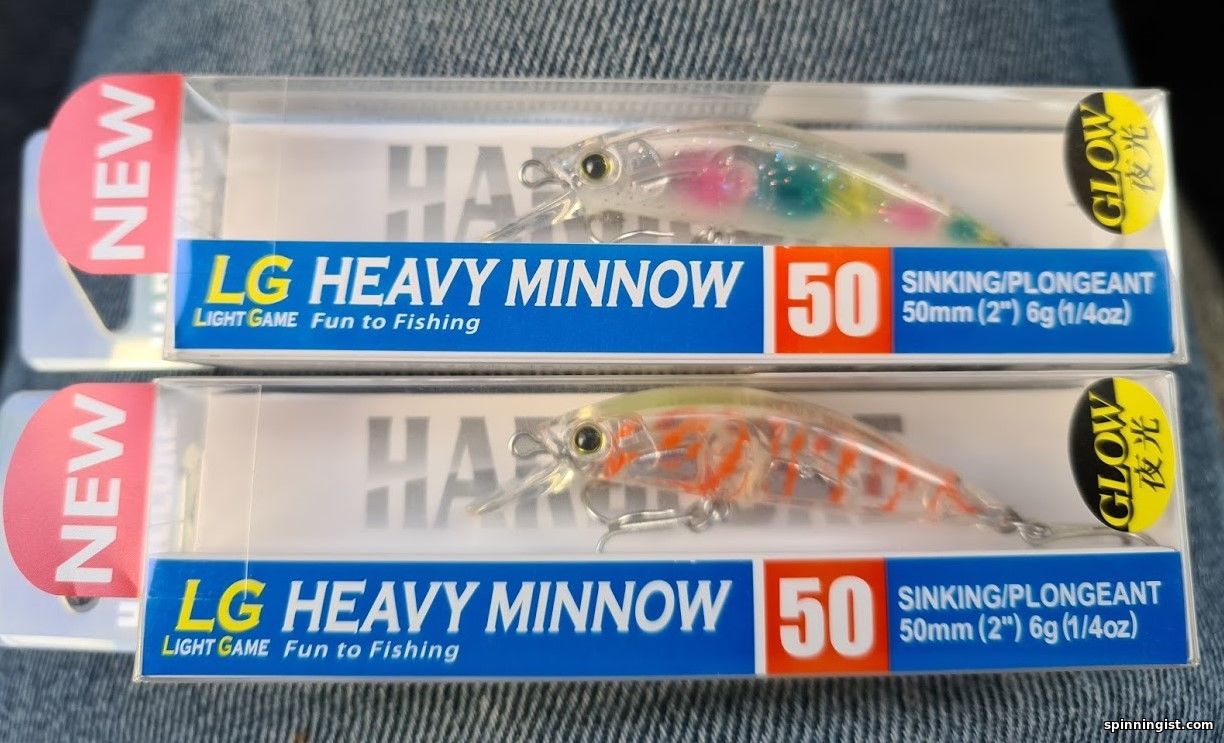 NEW
GLOW
夜光
LG HEAVY MINNOW
LIGHT GAME Fun to Fishing
50
SINKING/PLONGEANT
50mm (2") 6g (1/4oz)
NEW
GLOW
夜光
LG HEAVY MINNOW
LIGHT GAME Fun to Fishing
50
SINKING/PLONGEANT
50mm (2") 6g (1/4oz)
spinningist.com